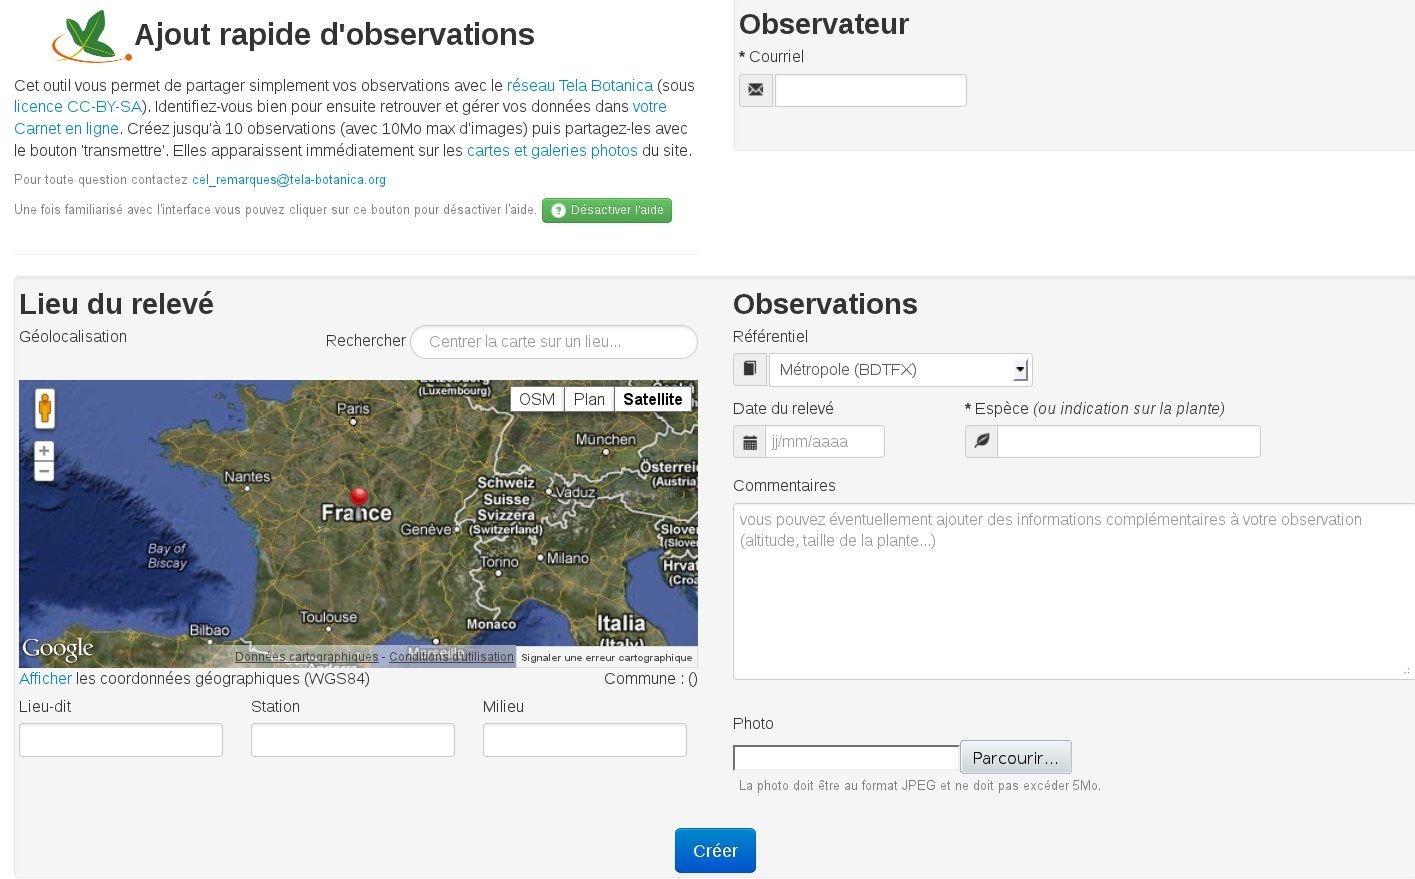 Ajout rapide d'observations
Cet outil vous permet de partager simplement vos observations avec le réseau Tela Botanica (sous
licence CC-BY-SA). Identifiez-vous bien pour ensuite retrouver et gérer vos données dans votre
Carnet en ligne. Créez jusqu'à 10 observations (avec 10Mo max d'images) puis partagez-les avec
le bouton 'transmettre'. Elles apparaissent immédiatement sur les cartes et galeries photos du site.
Pour toute question contactez cel_remarques@tela-botanica.org
Une fois familiarisé avec l'interface vous pouvez cliquer sur ce bouton pour désactiver l'aide. Désactiver l'aide
Observateur
* Courriel
Lieu du relevé
Géolocalisation
Rechercher Centrer la carte sur un lieu...
(Luxembourg)
OSM Plan Satellite
Paris
München
Nantes
Österreic
(Austria)
Schweiz
Suisse
Svizzera
(Switzerland)
Vaduz
France
Genève
Slover
(Slove
Bay of
Biscay
Torino
Milano
Hrvat
(Croa
Toulouse
Monaco
Italia
(Italy)
Bilbao
Marseille
Andorra
Google
Données cartographiques - Conditions d'utilisation Signaler une erreur cartographique
Afficher les coordonnées géographiques (WGS84)
Commune : ()
Lieu-dit
Station
Milieu
Observations
Référentiel
Métropole (BDTFX)
Date du relevé
jj/mm/aaaa
* Espèce (ou indication sur la plante)
Commentaires
vous pouvez éventuellement ajouter des informations complémentaires à votre observation
(altitude, taille de la plante...)
Photo
Parcourir...
La photo doit être au format JPEG et ne doit pas excéder 5Mo.
Créer